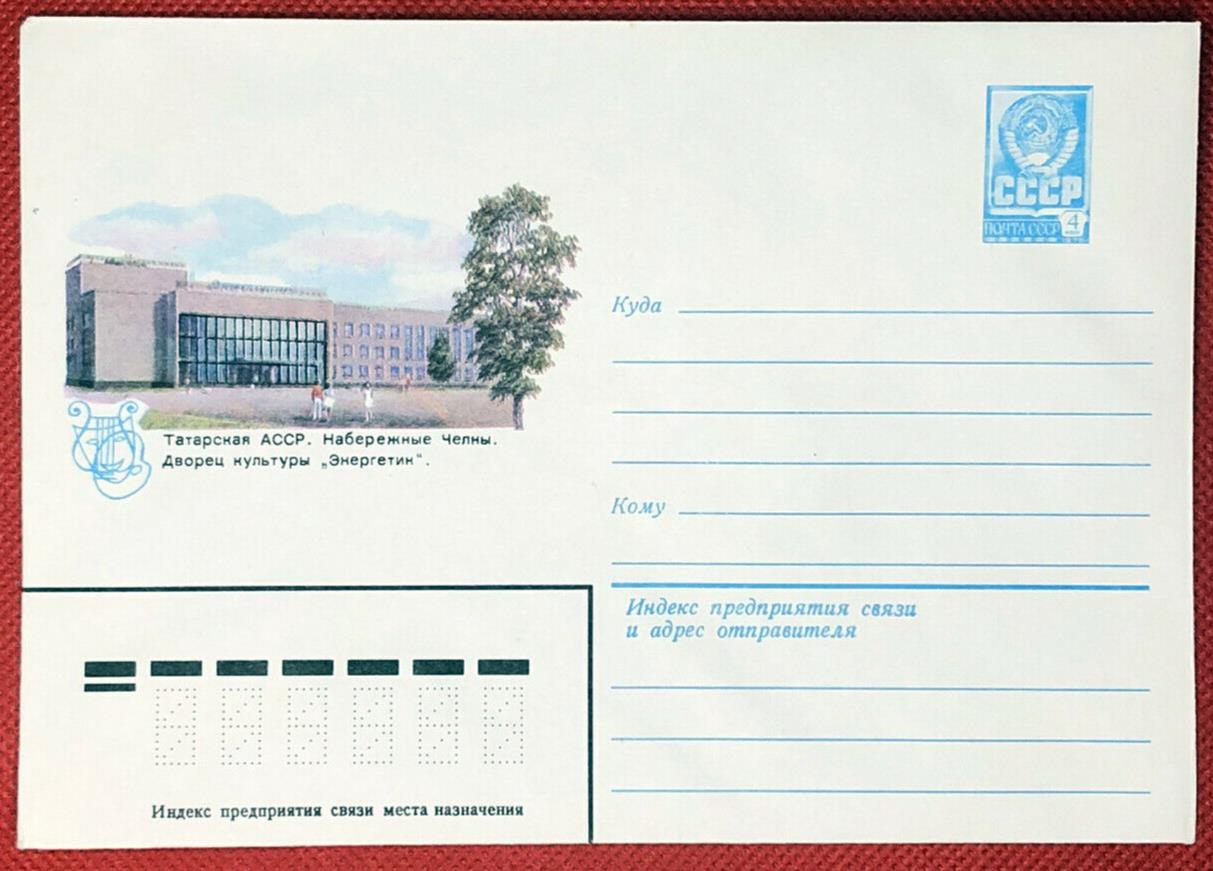 СССР
ПОЧТА СССР 4
Куда
Татарская АССР. Набережные Челны.
Дворец культуры „Энергетик“.
Кому
Индекс предприятия связи
и адрес отправителя
Индекс предприятия связи места назначения